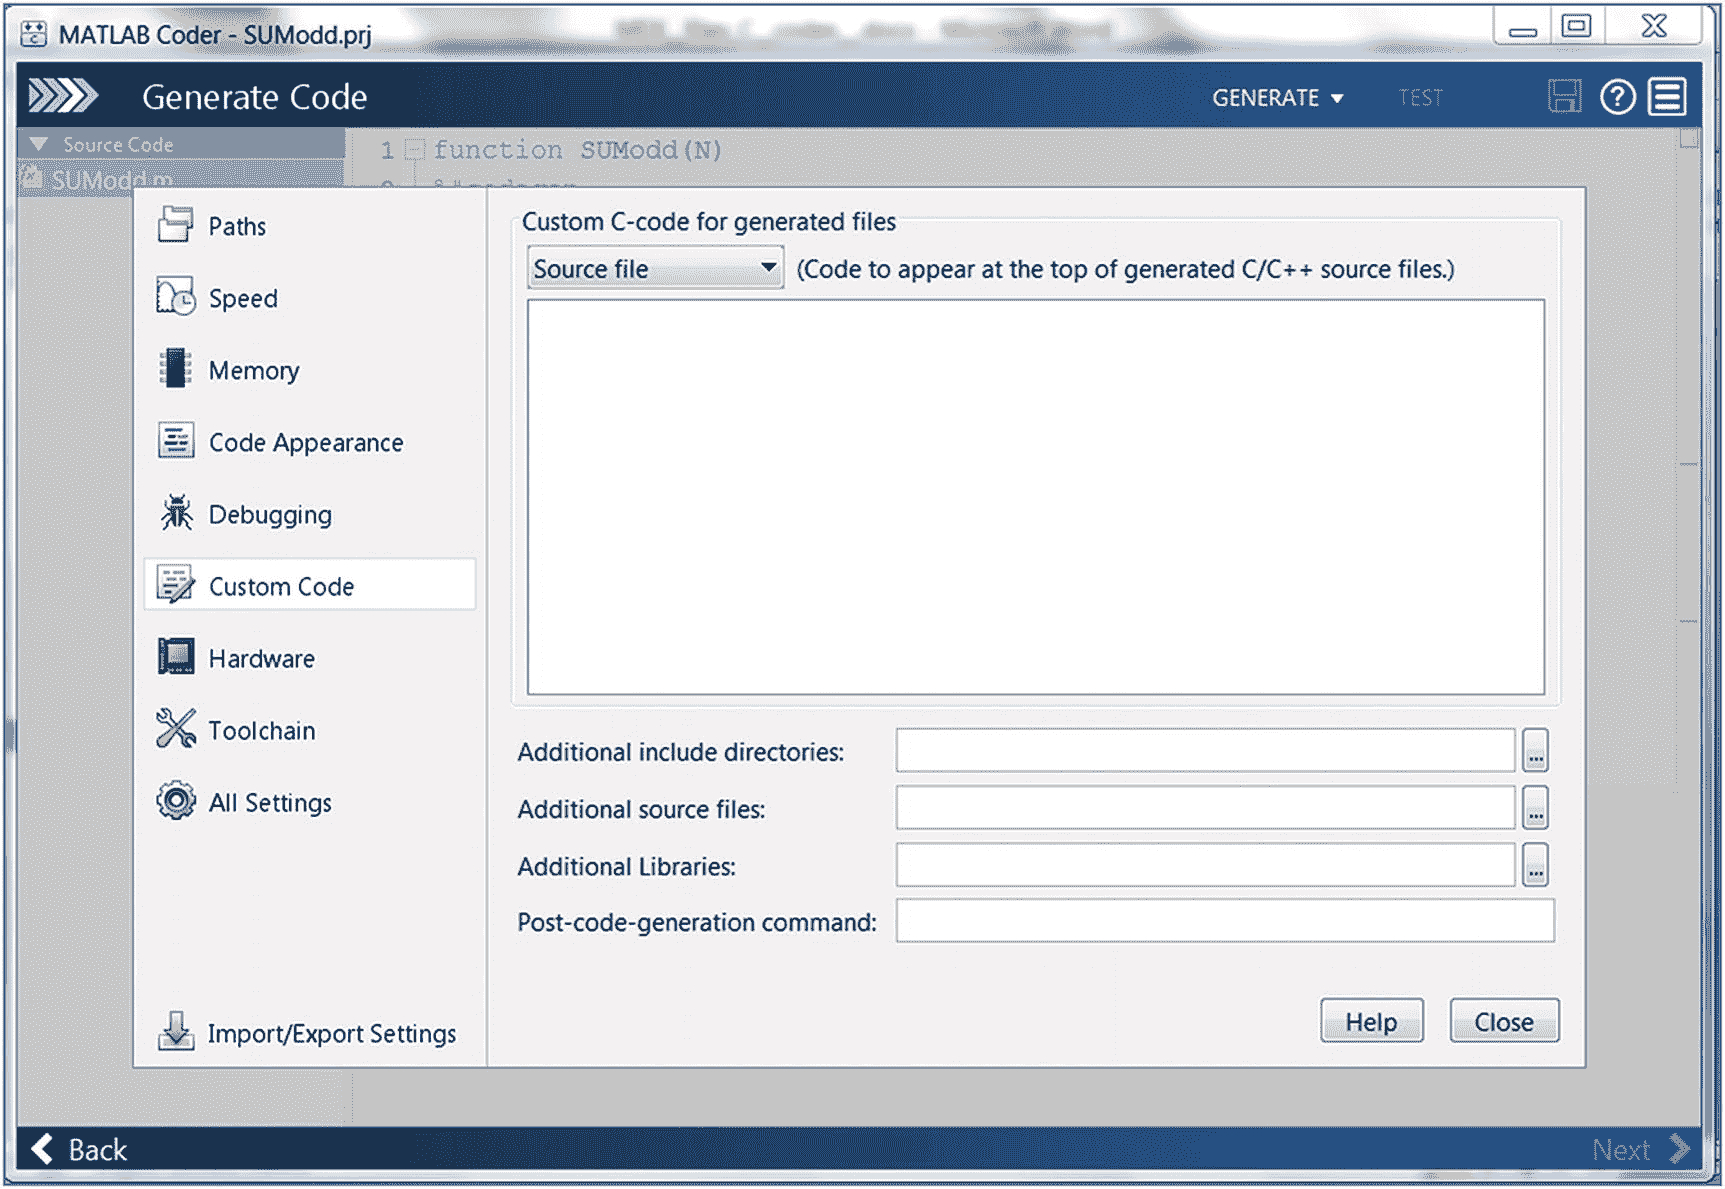 MATLAB Coder - SUModd.prj
Generate Code
GENERATE
TEST
Source Code
SUModd.m
1 function SUModd(N)
Paths
Speed
Memory
Code Appearance
Debugging
Custom Code
Hardware
Toolchain
All Settings
Import/Export Settings
Custom C-code for generated files
Source file (Code to appear at the top of generated C/C++ source files.)
Additional include directories: ...
Additional source files: ...
Additional Libraries: ...
Post-code-generation command:
Help Close
Back
Next